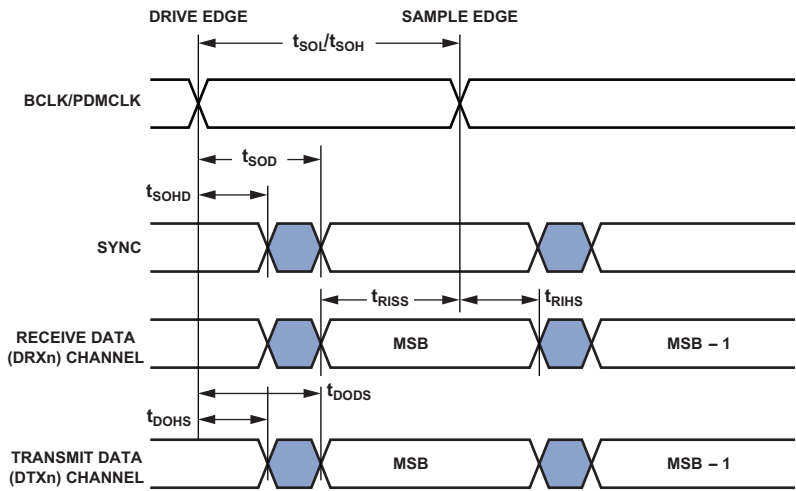 DRIVE EDGE
SAMPLE EDGE
tSOL/tSOH
BCLK/PDMCLK
tSOD
tSOHD
SYNC
tRISS
tRIHS
RECEIVE DATA
(DRXn) CHANNEL
MSB
MSB – 1
tDODS
tDOHS
TRANSMIT DATA
(DTXn) CHANNEL
MSB
MSB – 1